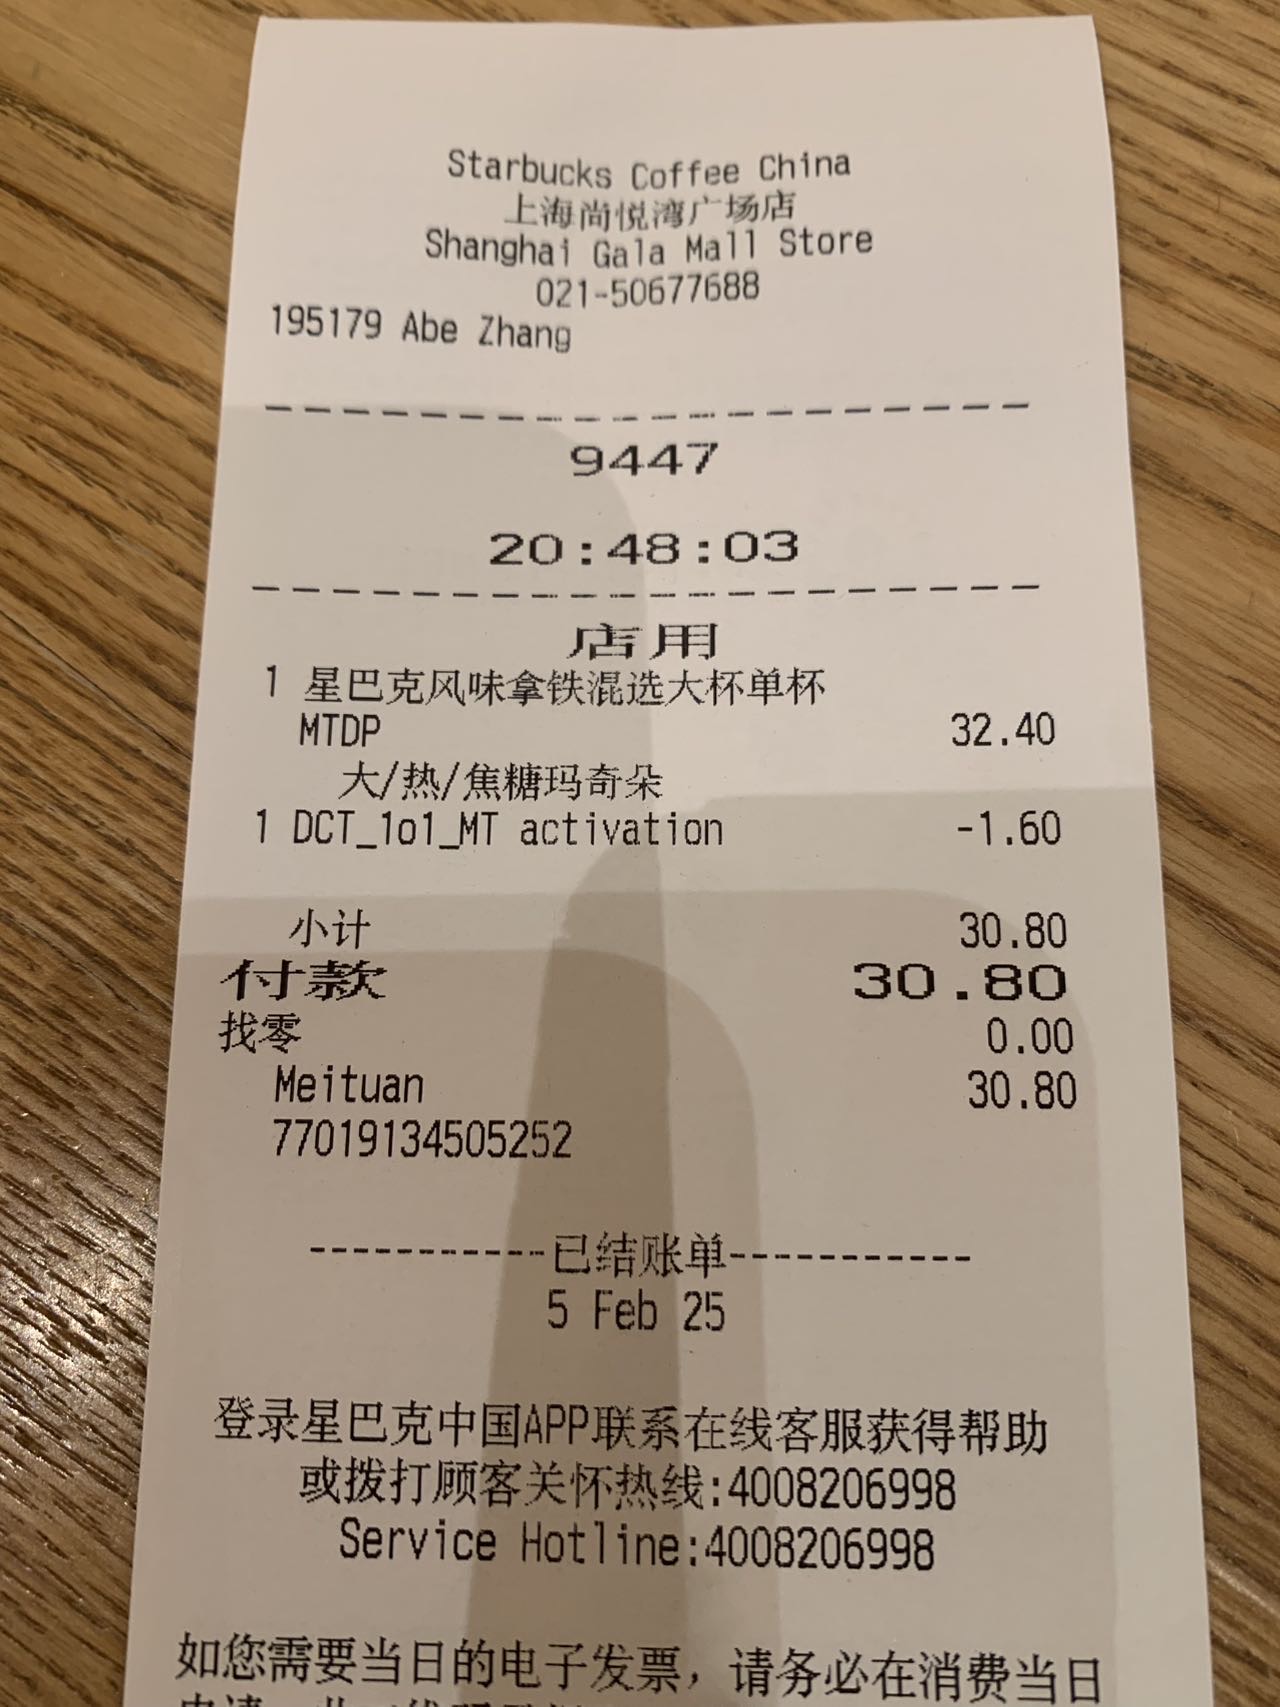 Starbucks Coffee China
上海尚悦湾广场店
Shanghai Gala Mall Store
021-50677688
195179 Abe Zhang
9447
20:48:03
店用
1 星巴克风味拿铁混选大杯单杯
MTDP 32.40
大/热/焦糖玛奇朵
1 DCT_1o1_MT activation -1.60
小计 30.80
付款 30.80
找零 0.00
Meituan 30.80
77019134505252
-----------已结账单-----------
5 Feb 25
登录星巴克中国APP联系在线客服获得帮助
或拨打顾客关怀热线:4008206998
Service Hotline:4008206998
如您需要当日的电子发票，请务必在消费当日